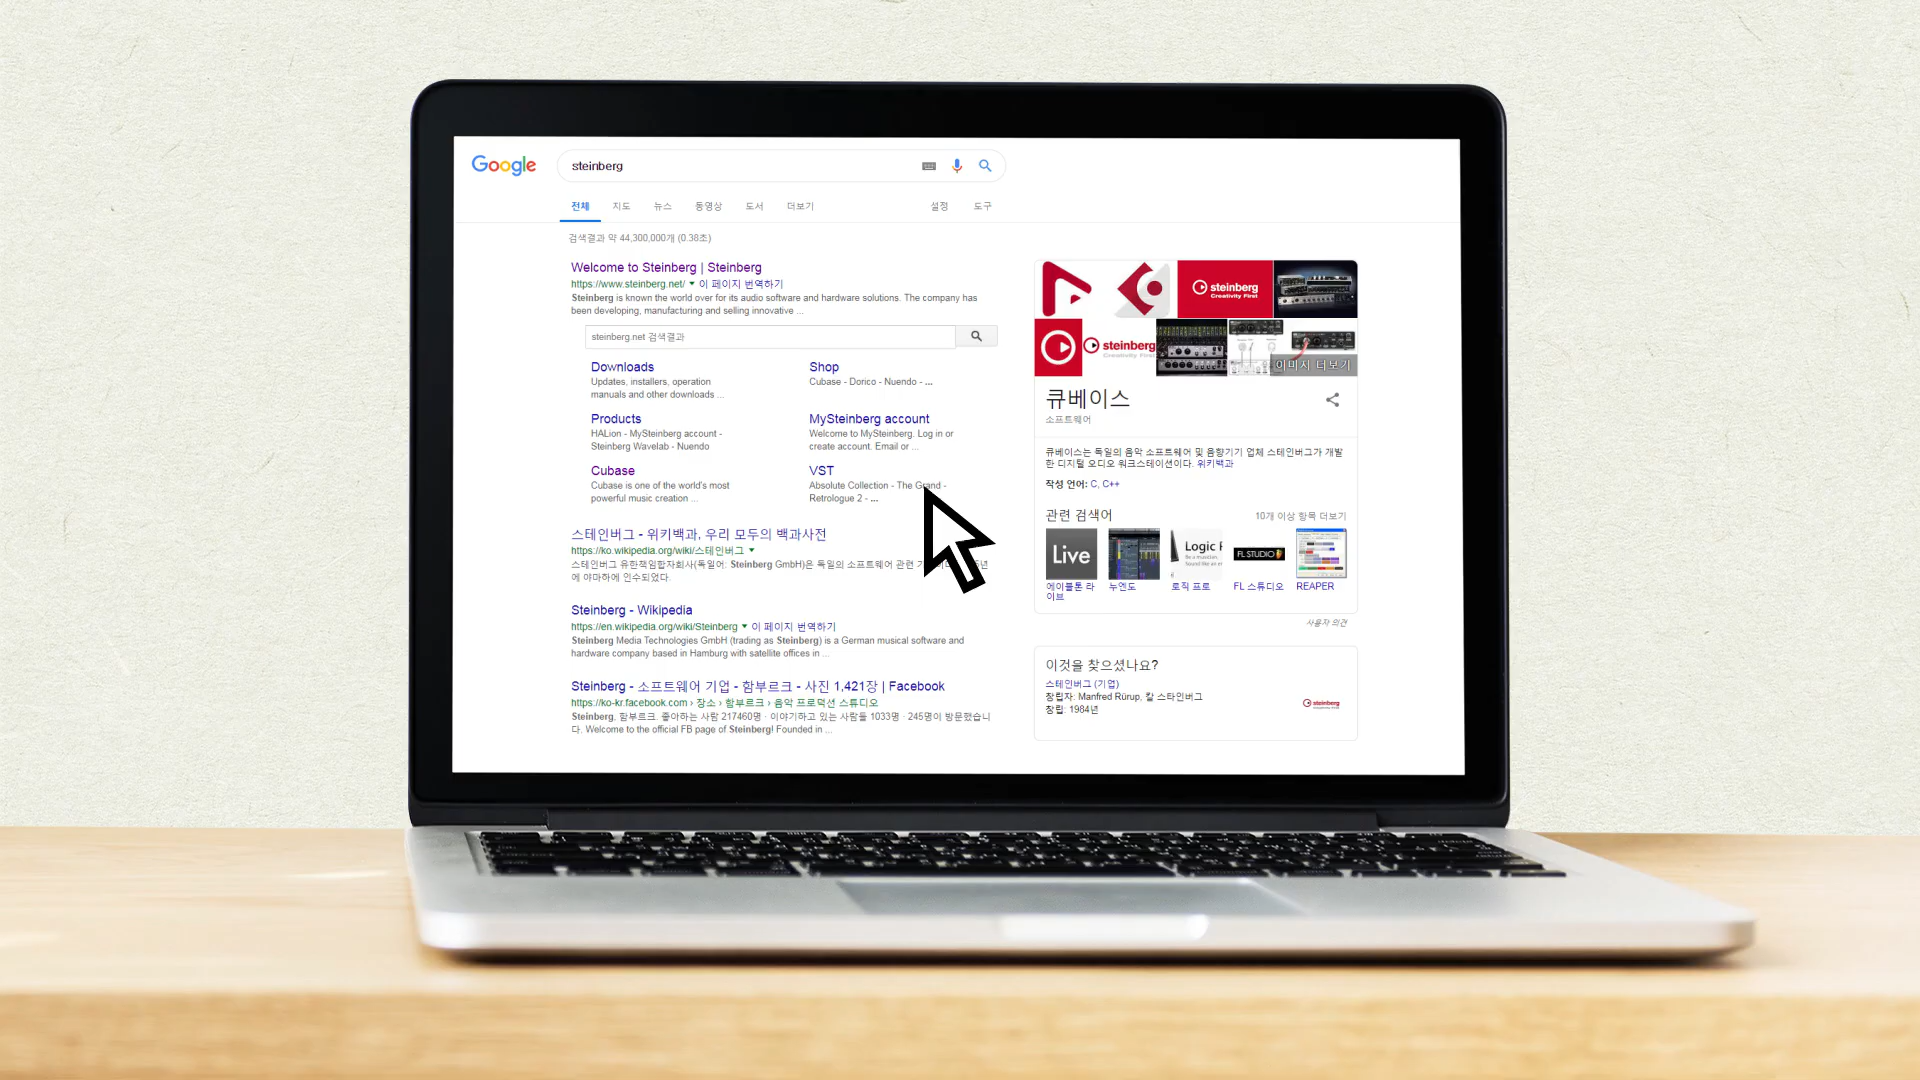 Google
steinberg
전체 지도 뉴스 동영상 도서 더보기 설정 도구
검색결과 약 44,300,000개 (0.38초)
Welcome to Steinberg | Steinberg
https://www.steinberg.net/ ▼ 이 페이지 번역하기
Steinberg is known the world over for its audio software and hardware solutions. The company has
been developing, manufacturing and selling innovative ...
steinberg.net 검색결과
Downloads
Updates, installers, operation
manuals and other downloads ...
Shop
Cubase - Dorico - Nuendo - ...
Products
HALion - MySteinberg account -
Steinberg Wavelab - Nuendo
MySteinberg account
Welcome to MySteinberg. Log in or
create account. Email or ...
Cubase
Cubase is one of the world's most
powerful music creation ...
VST
Absolute Collection - The Grand -
Retrologue 2 - ...
스테인버그 - 위키백과, 우리 모두의 백과사전
https://ko.wikipedia.org/wiki/스테인버그 ▼
스테인버그 유한책임합자회사(독일어: Steinberg GmbH)은 독일의 소프트웨어 관련
에 야마하에 인수되었다.
Steinberg - Wikipedia
https://en.wikipedia.org/wiki/Steinberg ▼ 이 페이지 번역하기
Steinberg Media Technologies GmbH (trading as Steinberg) is a German musical software and
hardware company based in Hamburg with satellite offices in ...
Steinberg - 소프트웨어 기업 - 함부르크 - 사진 1,421장 | Facebook
https://ko-kr.facebook.com › 장소 › 함부르크 › 음악 프로덕션 스튜디오
Steinberg, 함부르크. 좋아하는 사람 217460명 · 이야기하고 있는 사람들 1033명 · 245명이 방문했습니
다. Welcome to the official FB page of Steinberg! Founded in ...
steinberg
Creativity First
steinberg
Creativity First
이미지 더보기
큐베이스
소프트웨어
큐베이스는 독일의 음악 소프트웨어 및 음향기기 업체 스테인버그가 개발
한 디지털 오디오 워크스테이션이다. 위키백과
작성 언어: C, C++
관련 검색어 10개 이상 항목 더보기
Live
Logic
FL STUDIO
에이블톤 라
이브
누엔도
로직 프로
FL 스튜디오
REAPER
사용자 의견
이것을 찾으셨나요?
스테인버그 (기업)
창립자: Manfred Rürup, 칼 스타인버그
창립: 1984년
steinberg